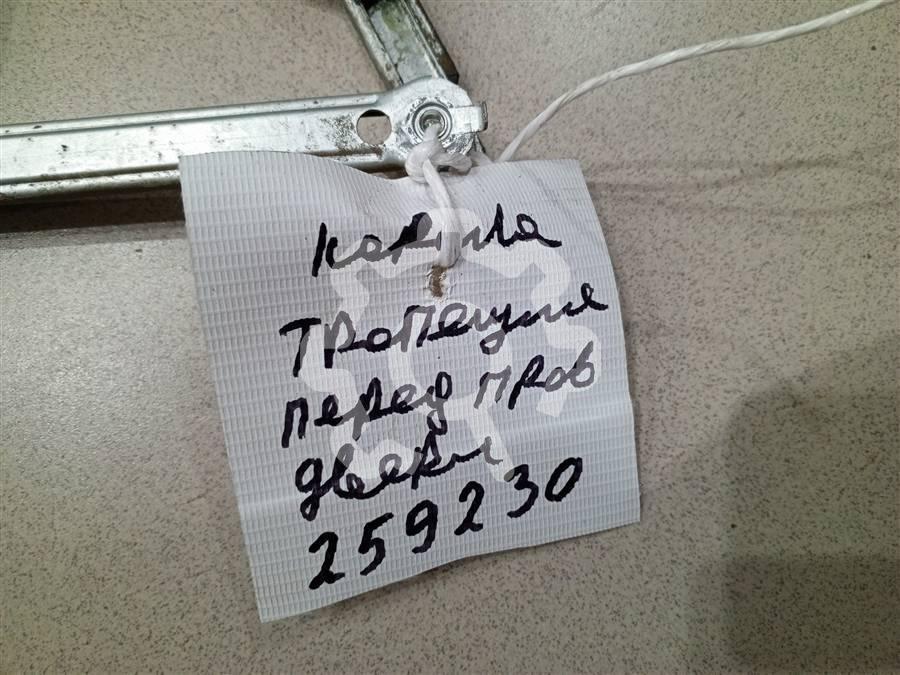 трапеция
перед прав
двери
259230